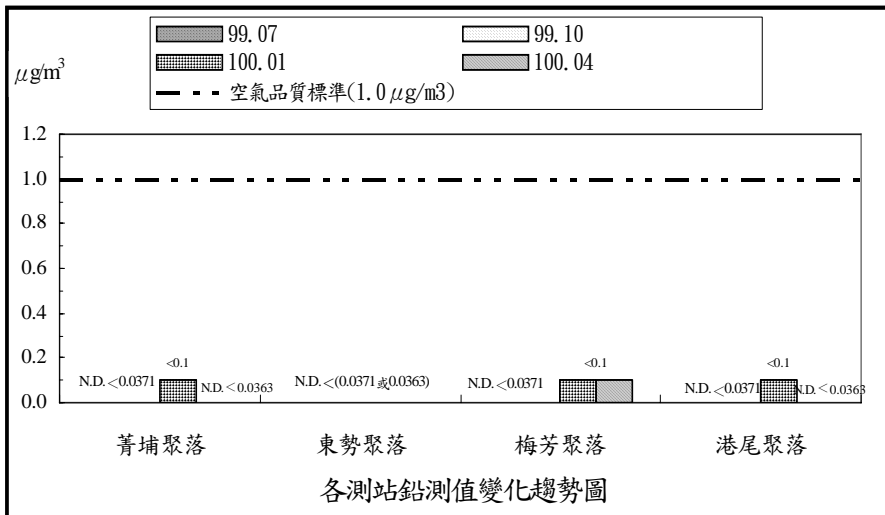 99.07 99.10
μg/m³ 100.01 100.04
空氣品質標準(1.0μg/m3)
1.2
1.0
0.8
0.6
0.4
0.2
0.0
<0.1 <0.1 <0.1
N.D.<0.0371 N.D.<0.0363 N.D.<(0.0371或0.0363) N.D.<0.0371 N.D.<0.0371 N.D.<0.0363
菁埔聚落 東勢聚落 梅芳聚落 港尾聚落
各測站鉛測值變化趨勢圖